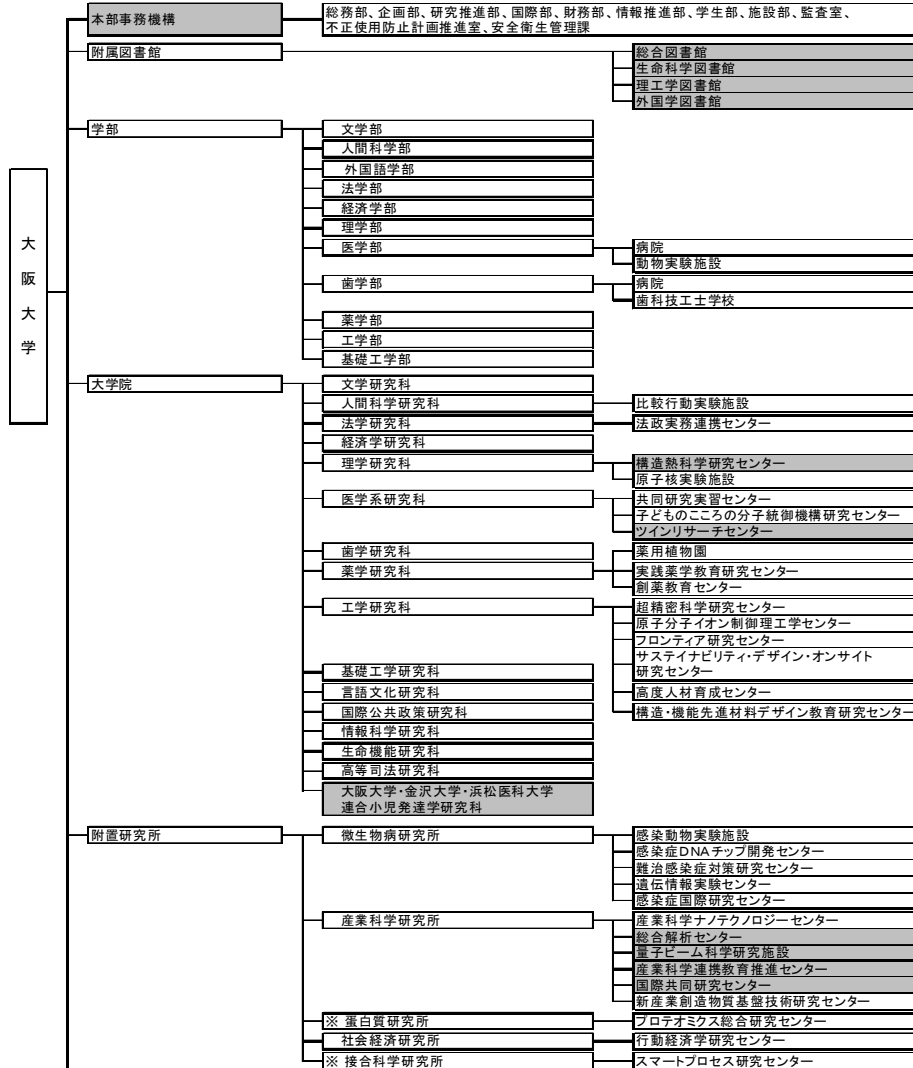 本部事務機構
総務部、企画部、研究推進部、国際部、財務部、情報推進部、学生部、施設部、監査室、
不正使用防止計画推進室、安全衛生管理課
附属図書館
総合図書館
生命科学図書館
理工学図書館
外国学図書館
大阪大学
学部
文学部
人間科学部
外国語学部
法学部
経済学部
理学部
医学部
病院
動物実験施設
歯学部
病院
歯科技工士学校
薬学部
工学部
基礎工学部
大学院
文学研究科
人間科学研究科
比較行動実験施設
法学研究科
法政実務連携センター
経済学研究科
理学研究科
構造熱科学研究センター
原子核実験施設
医学系研究科
共同研究実習センター
子どものこころの分子統御機構研究センター
ツインリサーチセンター
歯学研究科
薬学研究科
薬用植物園
実践薬学教育研究センター
創薬教育センター
工学研究科
超精密科学研究センター
原子分子イオン制御理工学センター
フロンティア研究センター
サステイナビリティ・デザイン・オンサイト
研究センター
高度人材育成センター
構造・機能先進材料デザイン教育研究センター
基礎工学研究科
言語文化研究科
国際公共政策研究科
情報科学研究科
生命機能研究科
高等司法研究科
大阪大学・金沢大学・浜松医科大学
連合小児発達学研究科
附置研究所
微生物病研究所
感染動物実験施設
感染症DNAチップ開発センター
難治感染症対策研究センター
遺伝情報実験センター
感染症国際研究センター
産業科学研究所
産業科学ナノテクノロジーセンター
総合解析センター
量子ビーム科学研究施設
産業科学連携教育推進センター
国際共同研究センター
新産業創造物質基盤技術研究センター
※ 蛋白質研究所
プロテオミクス総合研究センター
社会経済研究所
行動経済学研究センター
※ 接合科学研究所
スマートプロセス研究センター